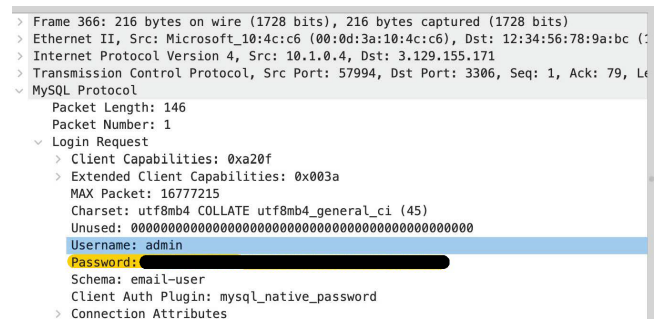 > Frame 366: 216 bytes on wire (1728 bits), 216 bytes captured (1728 bits)
> Ethernet II, Src: Microsoft_10:4c:c6 (00:0d:3a:10:4c:c6), Dst: 12:34:56:78:9a:bc (
> Internet Protocol Version 4, Src: 10.1.0.4, Dst: 3.129.155.171
> Transmission Control Protocol, Src Port: 57994, Dst Port: 3306, Seq: 1, Ack: 79,
MySQL Protocol
Packet Length: 146
Packet Number: 1
Login Request
> Client Capabilities: 0xa20f
> Extended Client Capabilities: 0x003a
MAX Packet: 16777215
Charset: utf8mb4 COLLATE utf8mb4_general_ci (45)
Unused: 0000000000000000000000000000000000000000000000
Username: admin
Password:
Schema: email-user
Client Auth Plugin: mysql_native_password
> Connection Attributes